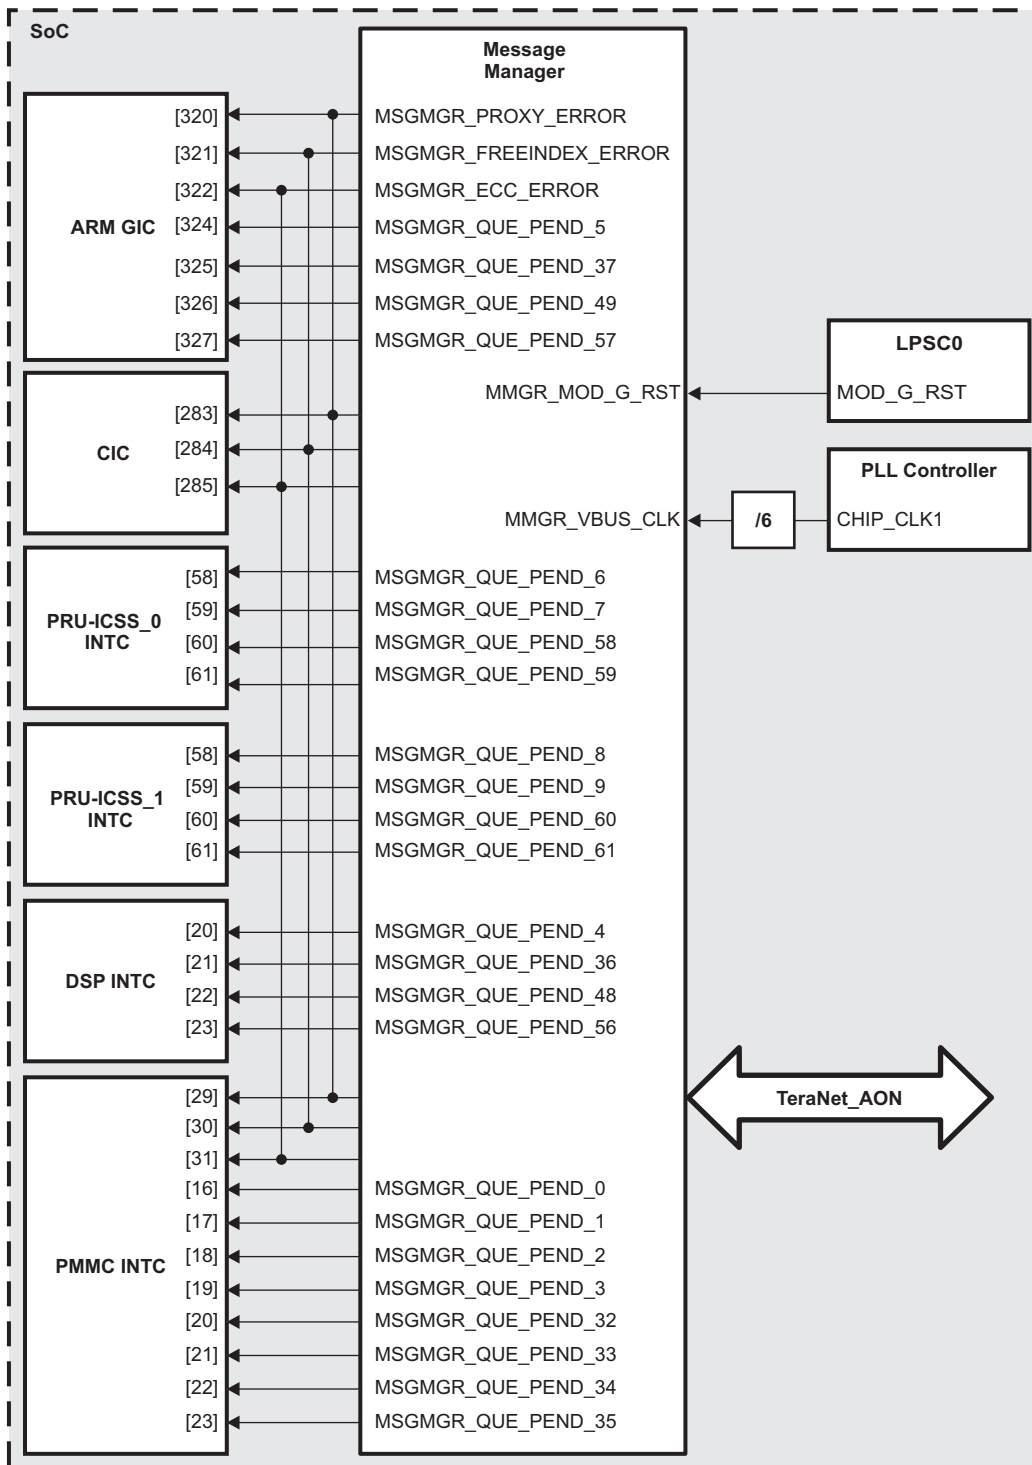 SoC
Message
Manager
ARM GIC
[320]
[321]
[322]
[324]
[325]
[326]
[327]
MSGMGR_PROXY_ERROR
MSGMGR_FREEINDEX_ERROR
MSGMGR_ECC_ERROR
MSGMGR_QUE_PEND_5
MSGMGR_QUE_PEND_37
MSGMGR_QUE_PEND_49
MSGMGR_QUE_PEND_57
CIC
[283]
[284]
[285]
MMGR_MOD_G_RST
LPSC0
MOD_G_RST
MMGR_VBUS_CLK
/6
PLL Controller
CHIP_CLK1
PRU-ICSS_0
INTC
[58]
[59]
[60]
[61]
MSGMGR_QUE_PEND_6
MSGMGR_QUE_PEND_7
MSGMGR_QUE_PEND_58
MSGMGR_QUE_PEND_59
PRU-ICSS_1
INTC
[58]
[59]
[60]
[61]
MSGMGR_QUE_PEND_8
MSGMGR_QUE_PEND_9
MSGMGR_QUE_PEND_60
MSGMGR_QUE_PEND_61
DSP INTC
[20]
[21]
[22]
[23]
MSGMGR_QUE_PEND_4
MSGMGR_QUE_PEND_36
MSGMGR_QUE_PEND_48
MSGMGR_QUE_PEND_56
TeraNet_AON
PMMC INTC
[29]
[30]
[31]
[16]
[17]
[18]
[19]
[20]
[21]
[22]
[23]
MSGMGR_QUE_PEND_0
MSGMGR_QUE_PEND_1
MSGMGR_QUE_PEND_2
MSGMGR_QUE_PEND_3
MSGMGR_QUE_PEND_32
MSGMGR_QUE_PEND_33
MSGMGR_QUE_PEND_34
MSGMGR_QUE_PEND_35